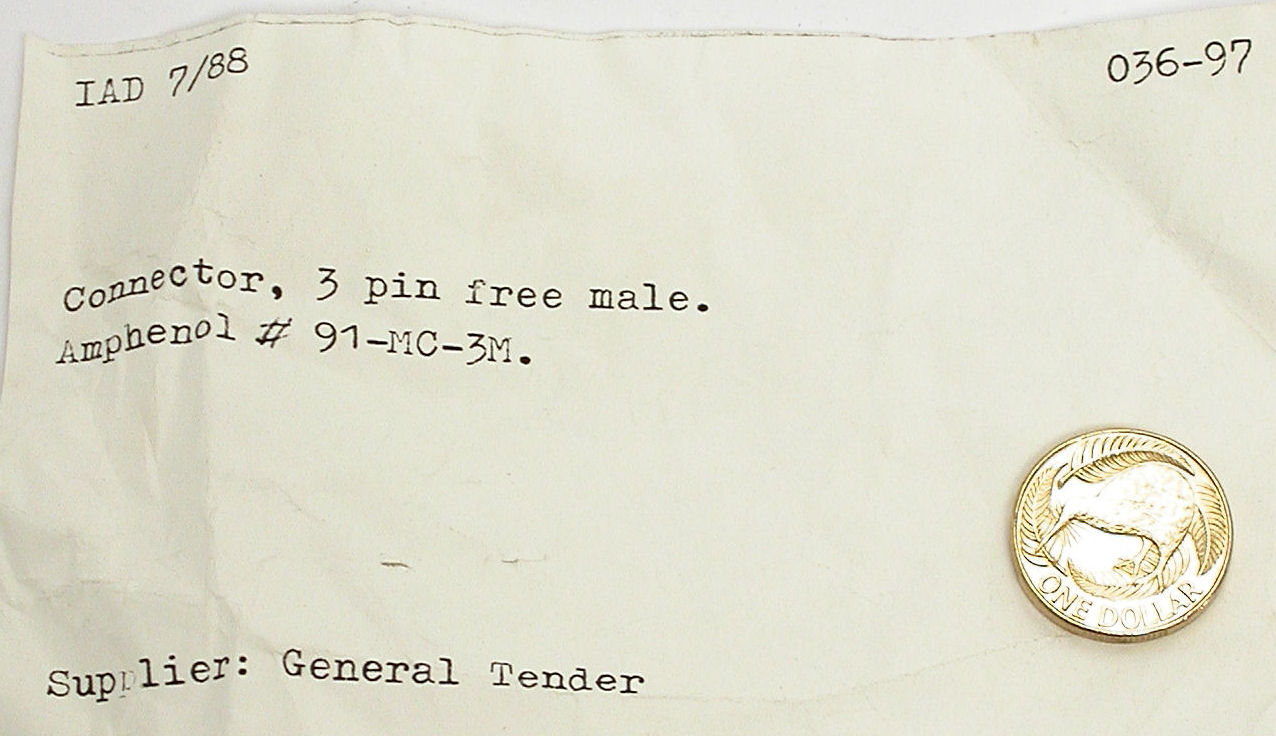 IAD 7/88
036-97
Connector, 3 pin free male.
Amphenol # 91-MC-3M.
ONE DOLLAR
Supplier: General Tender